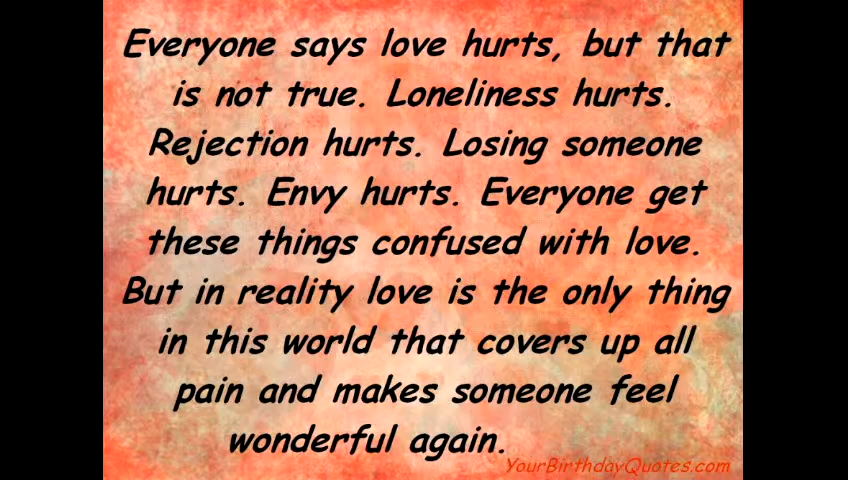 Everyone says love hurts, but that
is not true. Loneliness hurts.
Rejection hurts. Losing someone
hurts. Envy hurts. Everyone get
these things confused with love.
But in reality love is the only thing
in this world that covers up all
pain and makes someone feel
wonderful again.
YourBirthdayQuotes.com